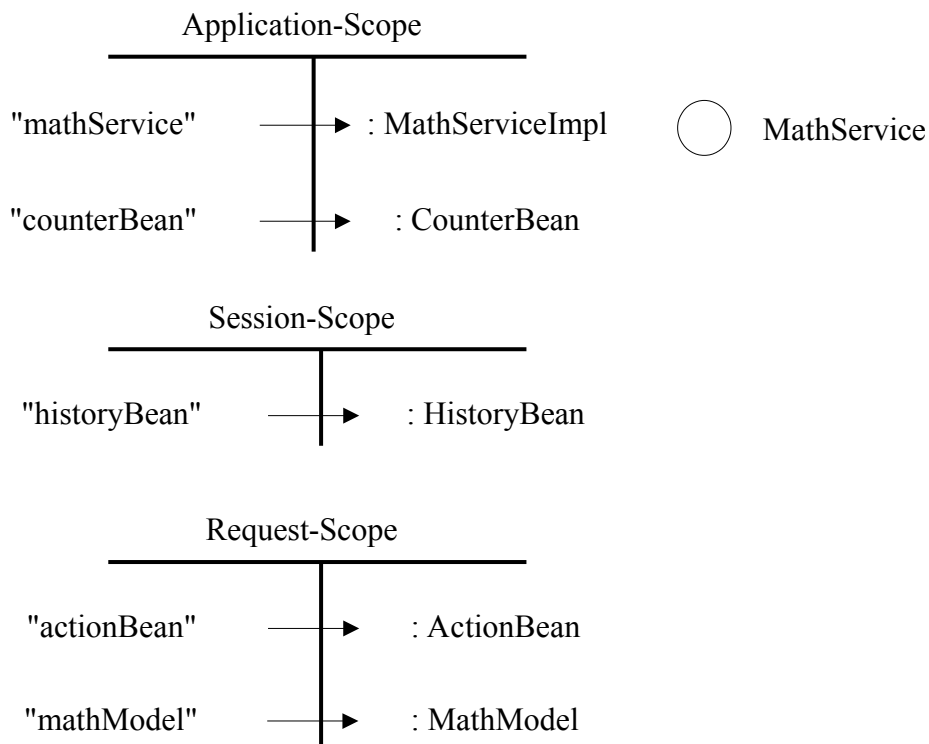 Application-Scope
"mathService" : MathServiceImpl MathService
"counterBean" : CounterBean
Session-Scope
"historyBean" : HistoryBean
Request-Scope
"actionBean" : ActionBean
"mathModel" : MathModel